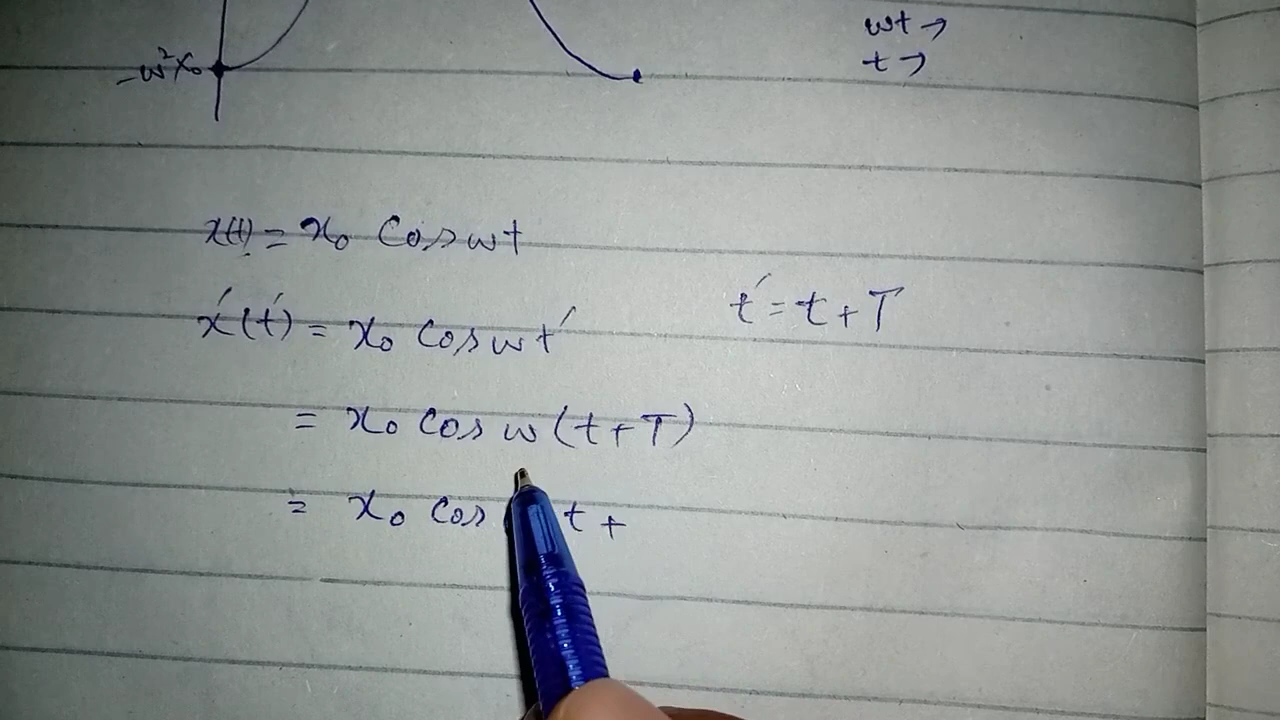 -ω²x₀
ωt →
t →
x(t) = x₀ Cos ωt
x′(t′) = x₀ Cos ωt′
t′ = t + T
= x₀ Cos ω(t + T)
= x₀ Cos t +